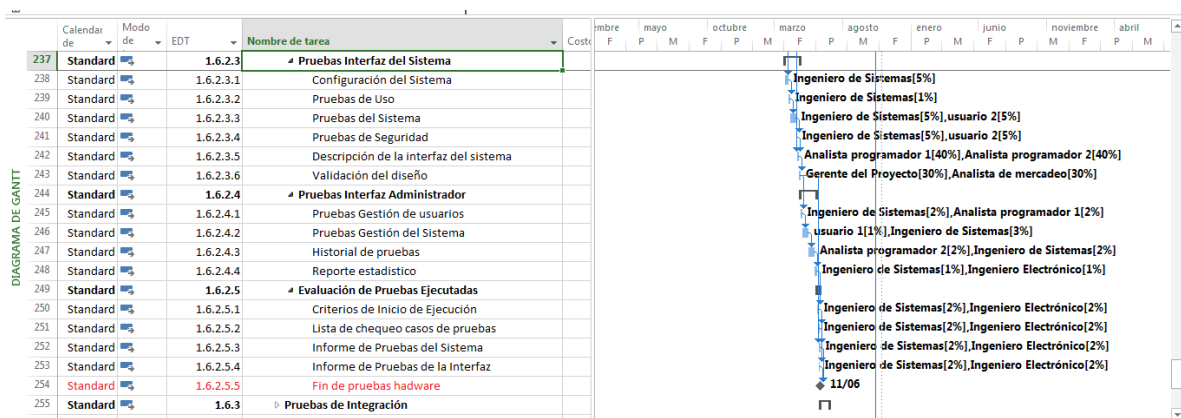 Calendar de Modo de EDT Nombre de tarea Costo embre mayo octubre marzo agosto enero junio noviembre abril
F P M F P M F P M F P M F P M F P M
237 Standard 1.6.2.3 Pruebas Interfaz del Sistema
238 Standard 1.6.2.3.1 Configuración del Sistema Ingeniero de Sistemas[5%]
239 Standard 1.6.2.3.2 Pruebas de Uso Ingeniero de Sistemas[1%]
240 Standard 1.6.2.3.3 Pruebas del Sistema Ingeniero de Sistemas[5%],usuario 2[5%]
241 Standard 1.6.2.3.4 Pruebas de Seguridad Ingeniero de Sistemas[5%],usuario 2[5%]
242 Standard 1.6.2.3.5 Descripción de la interfaz del sistema Analista programador 1[40%],Analista programador 2[40%]
243 Standard 1.6.2.3.6 Validación del diseño Gerente del Proyecto[30%],Analista de mercadeo[30%]
244 Standard 1.6.2.4 Pruebas Interfaz Administrador
245 Standard 1.6.2.4.1 Pruebas Gestión de usuarios Ingeniero de Sistemas[2%],Analista programador 1[2%]
246 Standard 1.6.2.4.2 Pruebas Gestión del Sistema usuario 1[1%],Ingeniero de Sistemas[3%]
247 Standard 1.6.2.4.3 Historial de pruebas Analista programador 2[2%],Ingeniero de Sistemas[2%]
248 Standard 1.6.2.4.4 Reporte estadistico Ingeniero de Sistemas[1%],Ingeniero Electrónico[1%]
249 Standard 1.6.2.5 Evaluación de Pruebas Ejecutadas
250 Standard 1.6.2.5.1 Criterios de Inicio de Ejecución Ingeniero de Sistemas[2%],Ingeniero Electrónico[2%]
251 Standard 1.6.2.5.2 Lista de chequeo casos de pruebas Ingeniero de Sistemas[2%],Ingeniero Electrónico[2%]
252 Standard 1.6.2.5.3 Informe de Pruebas del Sistema Ingeniero de Sistemas[2%],Ingeniero Electrónico[2%]
253 Standard 1.6.2.5.4 Informe de Pruebas de la Interfaz Ingeniero de Sistemas[2%],Ingeniero Electrónico[2%]
254 Standard 1.6.2.5.5 Fin de pruebas hadware 11/06
255 Standard 1.6.3 Pruebas de Integración
DIAGRAMA DE GANTT